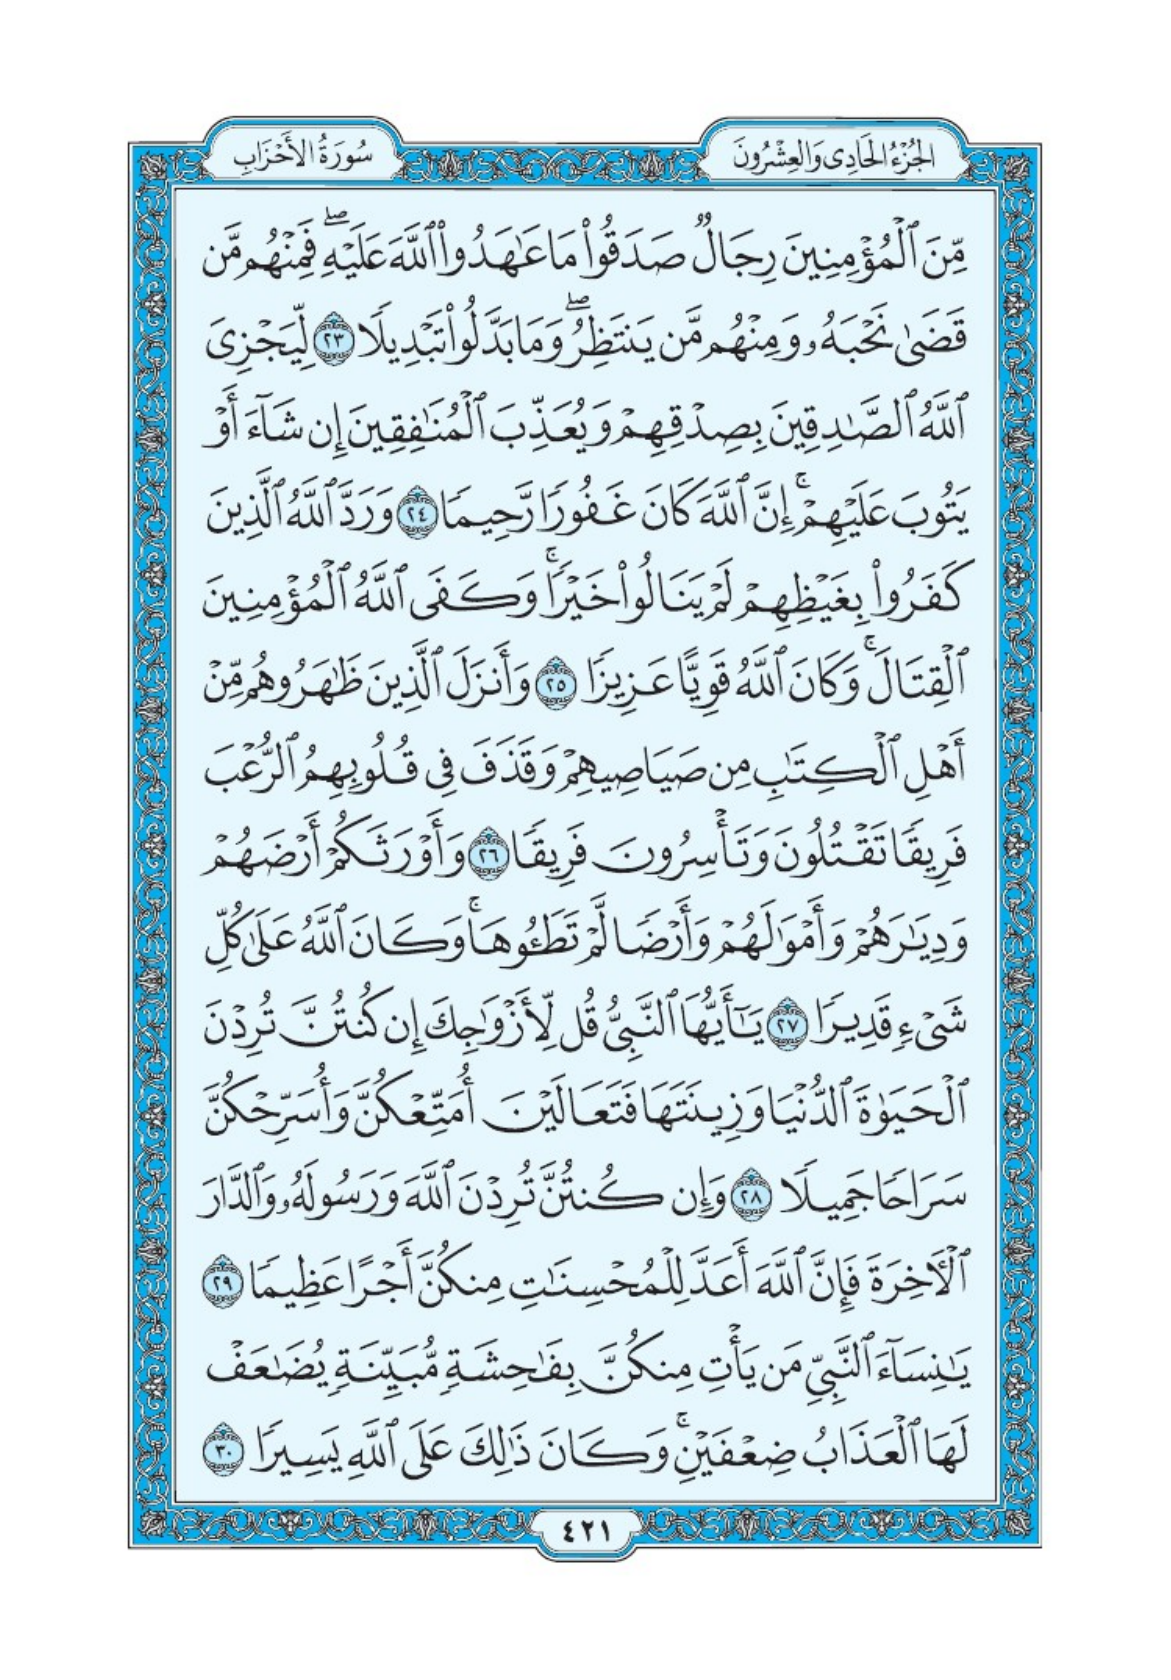 الجُزْءُ الحَادِي وَالعِشْرُونَ
سُورَةُ الأَحْزَابِ
مِّنَ ٱلْمُؤْمِنِينَ رِجَالٌ صَدَقُوا۟ مَا عَـٰهَدُوا۟ ٱللَّهَ عَلَيْهِ ۖ فَمِنْهُم مَّن
قَضَىٰ نَحْبَهُۥ وَمِنْهُم مَّن يَنتَظِرُ ۖ وَمَا بَدَّلُوا۟ تَبْدِيلًا ٢٣ لِّيَجْزِىَ
ٱللَّهُ ٱلصَّـٰدِقِينَ بِصِدْقِهِمْ وَيُعَذِّبَ ٱلْمُنَـٰفِقِينَ إِن شَآءَ أَوْ
يَتُوبَ عَلَيْهِمْ ۚ إِنَّ ٱللَّهَ كَانَ غَفُورًا رَّحِيمًا ٢٤ وَرَدَّ ٱللَّهُ ٱلَّذِينَ
كَفَرُوا۟ بِغَيْظِهِمْ لَمْ يَنَالُوا۟ خَيْرًا ۚ وَكَفَى ٱللَّهُ ٱلْمُؤْمِنِينَ
ٱلْقِتَالَ ۚ وَكَانَ ٱللَّهُ قَوِيًّا عَزِيزًا ٢٥ وَأَنزَلَ ٱلَّذِينَ ظَـٰهَرُوهُم مِّنْ
أَهْلِ ٱلْكِتَـٰبِ مِن صَيَاصِيهِمْ وَقَذَفَ فِى قُلُوبِهِمُ ٱلرُّعْبَ
فَرِيقًا تَقْتُلُونَ وَتَأْسِرُونَ فَرِيقًا ٢٦ وَأَوْرَثَكُمْ أَرْضَهُمْ
وَدِيَـٰرَهُمْ وَأَمْوَٰلَهُمْ وَأَرْضًا لَّمْ تَطَـُٔوهَا ۚ وَكَانَ ٱللَّهُ عَلَىٰ كُلِّ
شَىْءٍ قَدِيرًا ٢٧ يَـٰٓأَيُّهَا ٱلنَّبِىُّ قُل لِّأَزْوَٰجِكَ إِن كُنتُنَّ تُرِدْنَ
ٱلْحَيَوٰةَ ٱلدُّنْيَا وَزِينَتَهَا فَتَعَالَيْنَ أُمَتِّعْكُنَّ وَأُسَرِّحْكُنَّ
سَرَاحًا جَمِيلًا ٢٨ وَإِن كُنتُنَّ تُرِدْنَ ٱللَّهَ وَرَسُولَهُۥ وَٱلدَّارَ
ٱلْـَٔاخِرَةَ فَإِنَّ ٱللَّهَ أَعَدَّ لِلْمُحْسِنَـٰتِ مِنكُنَّ أَجْرًا عَظِيمًا ٢٩
يَـٰنِسَآءَ ٱلنَّبِىِّ مَن يَأْتِ مِنكُنَّ بِفَـٰحِشَةٍ مُّبَيِّنَةٍ يُضَـٰعَفْ
لَهَا ٱلْعَذَابُ ضِعْفَيْنِ ۚ وَكَانَ ذَٰلِكَ عَلَى ٱللَّهِ يَسِيرًا ٣٠
٤٢١